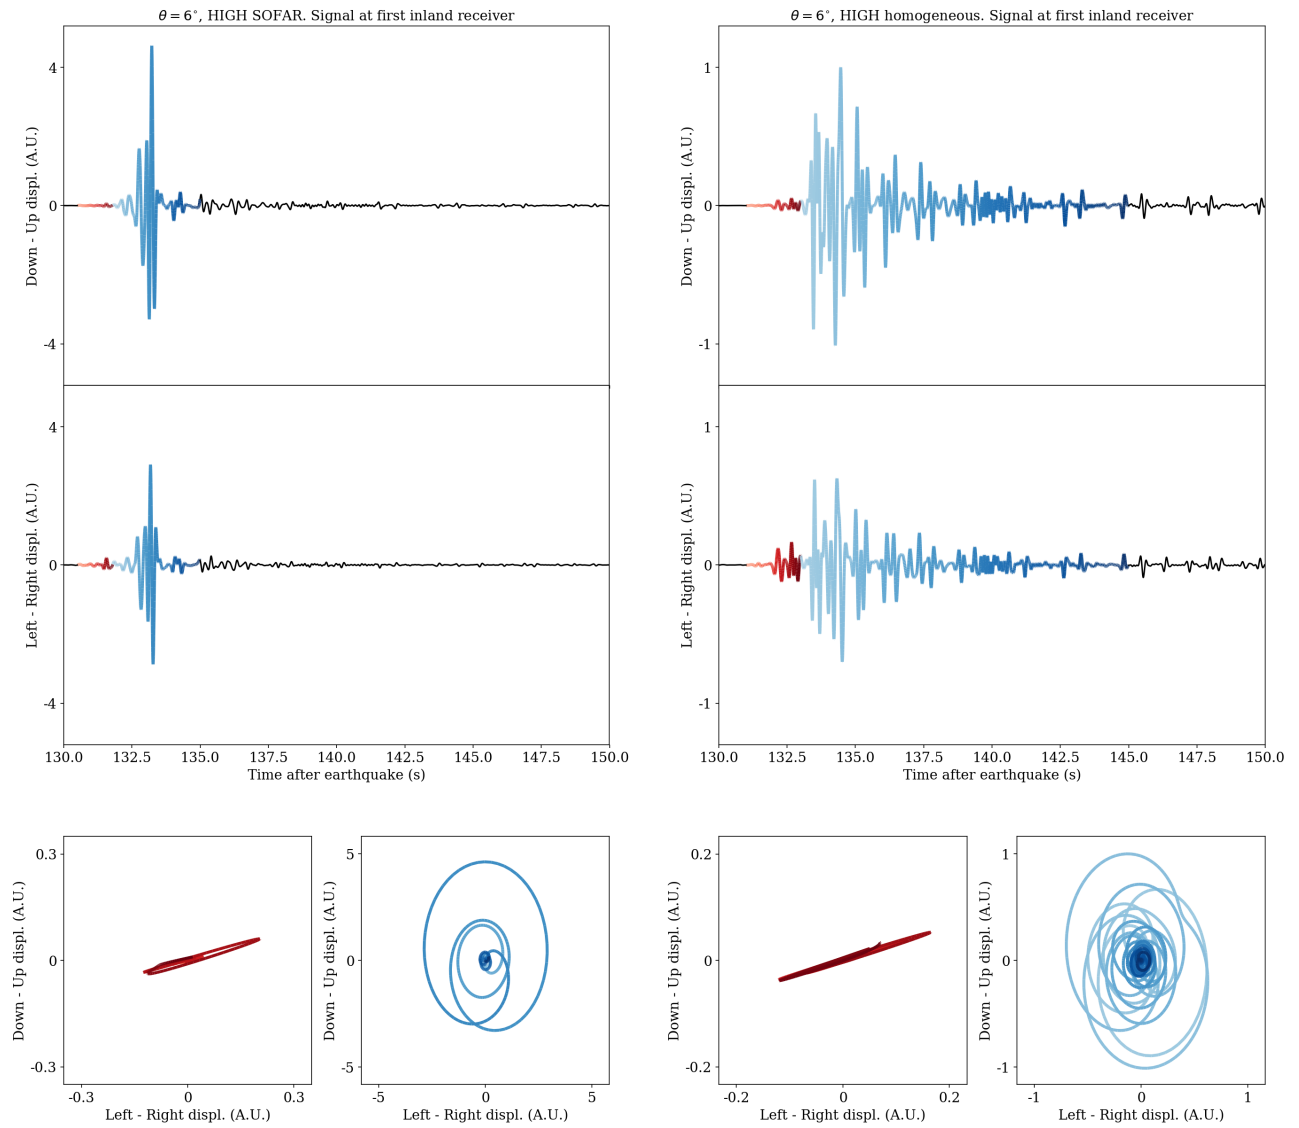 θ = 6°, HIGH SOFAR. Signal at first inland receiver
4
0
-4
Down - Up displ. (A.U.)
4
0
-4
Left - Right displ. (A.U.)
130.0 132.5 135.0 137.5 140.0 142.5 145.0 147.5 150.0
Time after earthquake (s)
θ = 6°, HIGH homogeneous. Signal at first inland receiver
1
0
-1
Down - Up displ. (A.U.)
1
0
-1
Left - Right displ. (A.U.)
130.0 132.5 135.0 137.5 140.0 142.5 145.0 147.5 150.0
Time after earthquake (s)
0.3
0
-0.3
Down - Up displ. (A.U.)
-0.3 0 0.3
Left - Right displ. (A.U.)
5
0
-5
Down - Up displ. (A.U.)
-5 0 5
Left - Right displ. (A.U.)
0.2
0
-0.2
Down - Up displ. (A.U.)
-0.2 0 0.2
Left - Right displ. (A.U.)
1
0
-1
Down - Up displ. (A.U.)
-1 0 1
Left - Right displ. (A.U.)